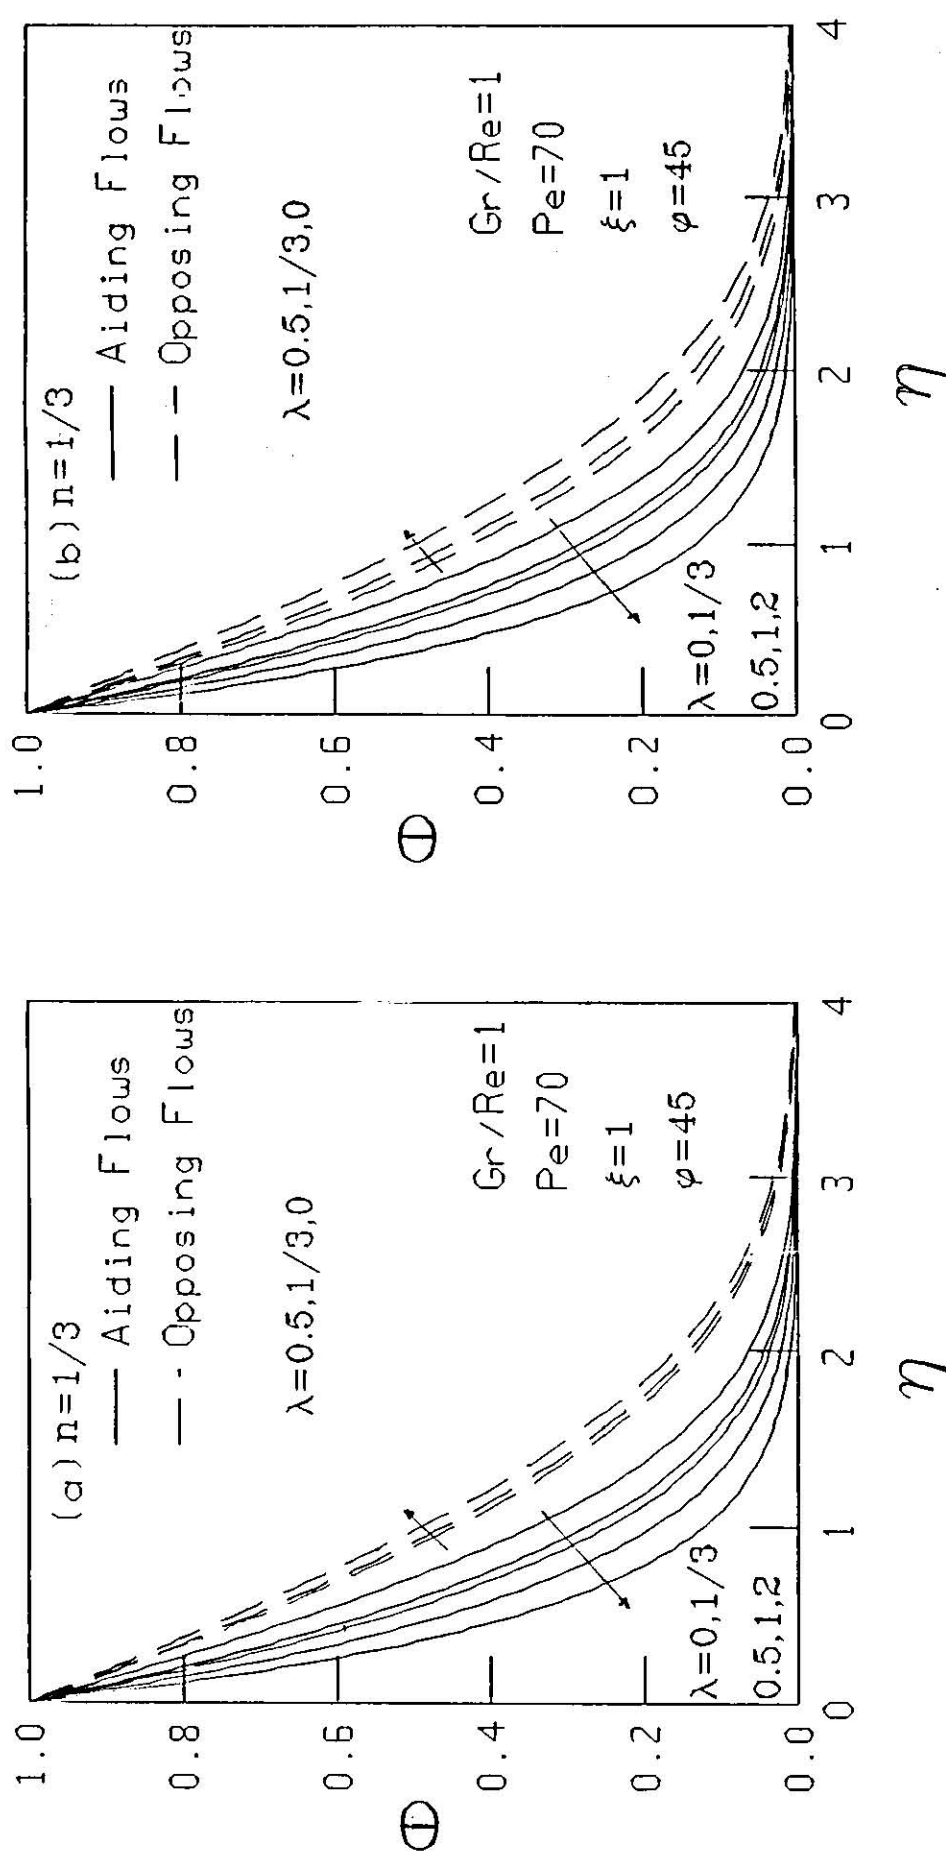 (a)n=1/3
Aiding Flows
Opposing Flows
λ=0.5,1/3,0
Gr/Re=1
Pe=70
ξ=1
φ=45
λ=0,1/3
0.5,1,2
1.0
0.8
0.6
0.4
0.2
0.0
Θ
0 1 2 3 4
η
(b)n=1/3
Aiding Flows
Opposing Flows
λ=0.5,1/3,0
Gr/Re=1
Pe=70
ξ=1
φ=45
λ=0,1/3
0.5,1,2
1.0
0.8
0.6
0.4
0.2
0.0
Θ
0 1 2 3 4
η